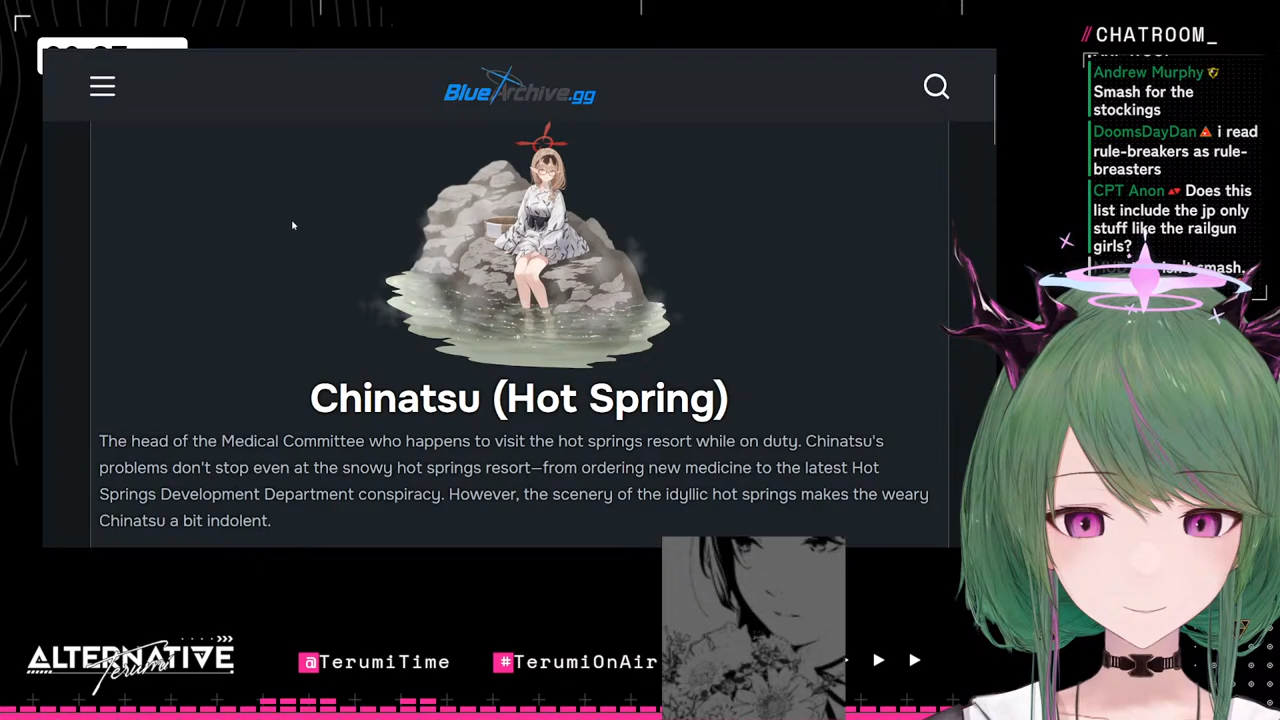 // CHATROOM_
Andrew Murphy
Smash for the
stockings
DoomsDayDan i read
rule-breakers as rule-
breasters
CPT Anon Does this
list include the jp only
stuff like the railgun
girls?
smash.
BlueArchive.gg
Chinatsu (Hot Spring)
The head of the Medical Committee who happens to visit the hot springs resort while on duty. Chinatsu's
problems don't stop even at the snowy hot springs resort—from ordering new medicine to the latest Hot
Springs Development Department conspiracy. However, the scenery of the idyllic hot springs makes the weary
Chinatsu a bit indolent.
ALTERNATIVE
Terumi
@TerumiTime #TerumiOnAir